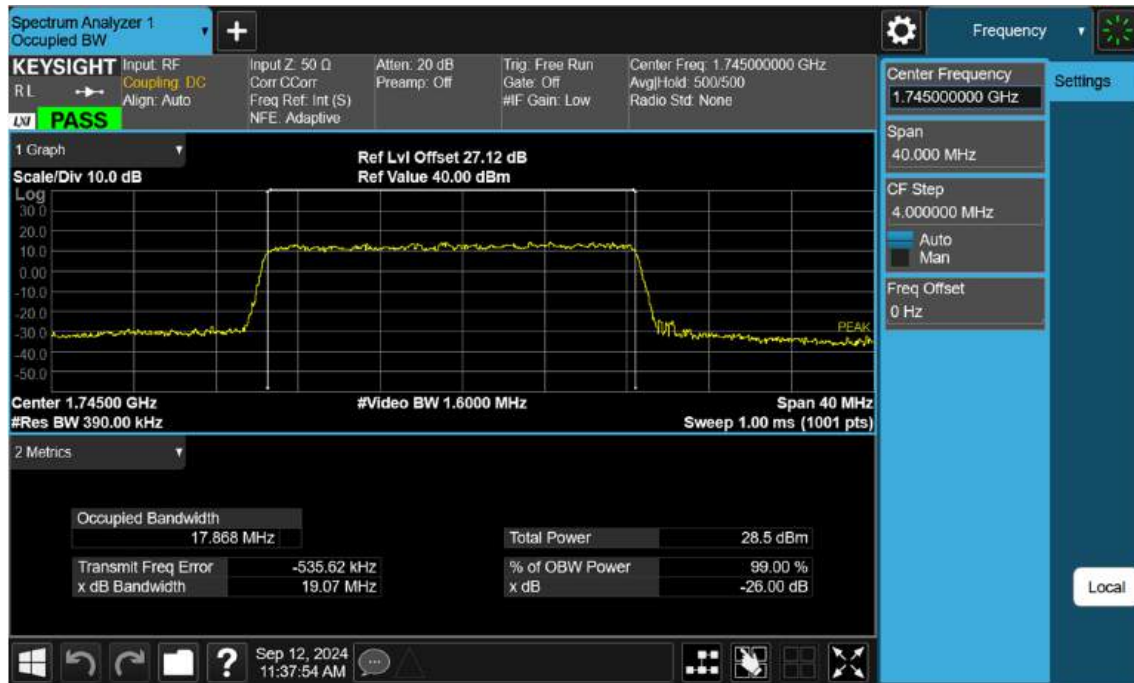 Spectrum Analyzer 1
Occupied BW
Frequency
KEYSIGHT
RL
PASS
Input: RF
Coupling: DC
Align: Auto
Input Z: 50 Ω
Corr CCorr
Freq Ref: Int (S)
NFE: Adaptive
Atten: 20 dB
Preamp: Off
Trig: Free Run
Gate: Off
#IF Gain: Low
Center Freq: 1.745000000 GHz
Avg|Hold: 500/500
Radio Std: None
Center Frequency
1.745000000 GHz
Settings
Span
40.000 MHz
CF Step
4.000000 MHz
Auto
Man
Freq Offset
0 Hz
Local
1 Graph
Scale/Div 10.0 dB
Ref Lvl Offset 27.12 dB
Ref Value 40.00 dBm
Log
30.0
20.0
10.0
0.00
-10.0
-20.0
-30.0
-40.0
-50.0
PEAK
Center 1.74500 GHz
#Video BW 1.6000 MHz
Span 40 MHz
#Res BW 390.00 kHz
Sweep 1.00 ms (1001 pts)
2 Metrics
Occupied Bandwidth
17.868 MHz
Total Power 28.5 dBm
Transmit Freq Error -535.62 kHz
% of OBW Power 99.00 %
x dB Bandwidth 19.07 MHz
x dB -26.00 dB
?
Sep 12, 2024
11:37:54 AM